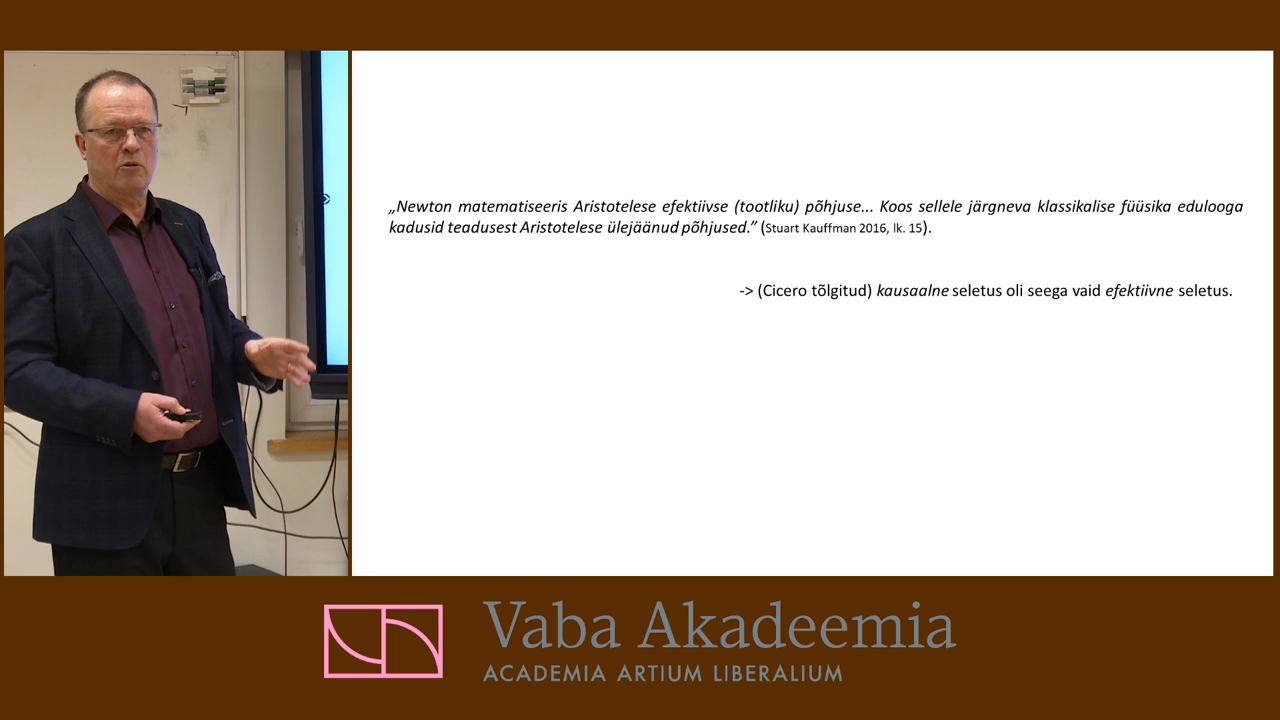 „Newton matematiseeris Aristotelese efektiivse (tootliku) põhjuse... Koos sellele järgneva klassikalise füüsika edulooga
kadusid teadusest Aristotelese ülejäänud põhjused.” (Stuart Kauffman 2016, lk. 15).
-> (Cicero tõlgitud) kausaalne seletus oli seega vaid efektiivne seletus.
Vaba Akadeemia
ACADEMIA ARTIUM LIBERALIUM